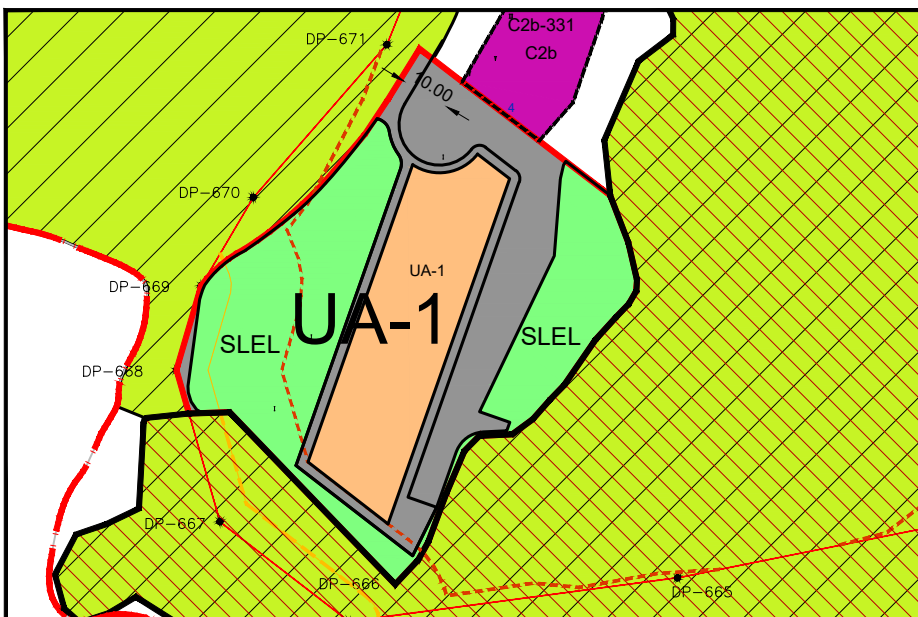 C2b-331
DP-671
C2b
10.00
4
DP-670
UA-1
DP-669
UA-1
SLEL
SLEL
DP-668
DP-667
DP-666
DP-665